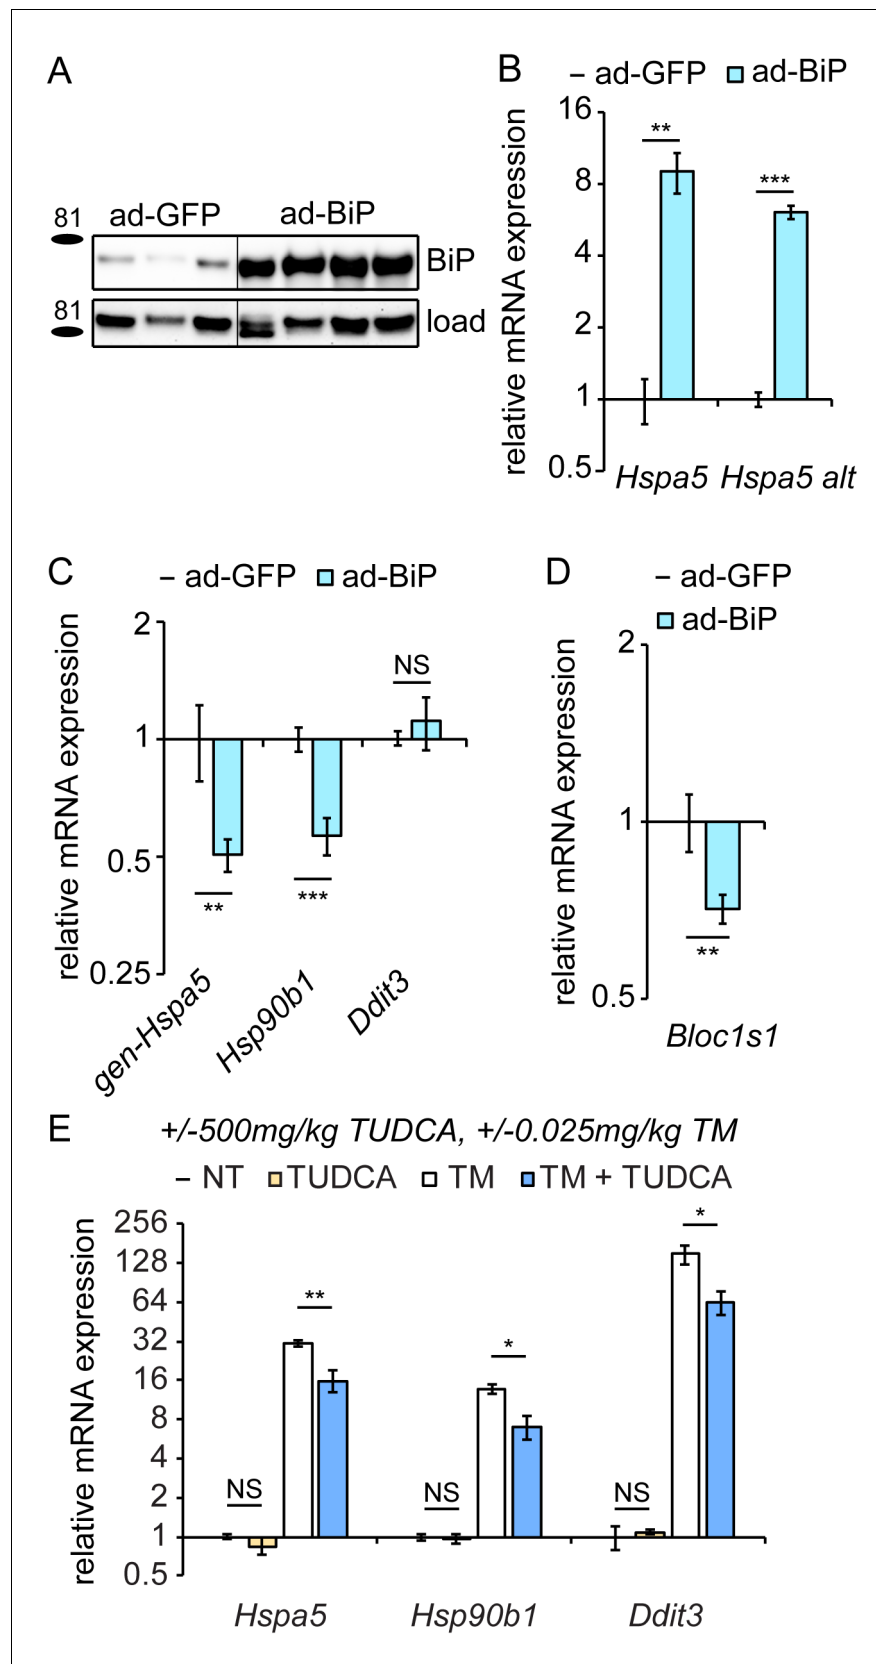 A
81 ad-GFP ad-BiP
BiP
81
load
B
– ad-GFP ad-BiP
relative mRNA expression
16
8
4
2
1
0.5
**
***
Hspa5 Hspa5 alt
C
– ad-GFP ad-BiP
relative mRNA expression
2
1
0.5
0.25
**
***
NS
gen-Hspa5
Hsp90b1
Ddit3
D
– ad-GFP
ad-BiP
relative mRNA expression
2
1
0.5
**
Bloc1s1
E
+/-500mg/kg TUDCA, +/-0.025mg/kg TM
– NT TUDCA TM TM + TUDCA
relative mRNA expression
256
128
64
32
16
8
4
2
1
0.5
NS
**
NS
*
NS
*
Hspa5 Hsp90b1 Ddit3